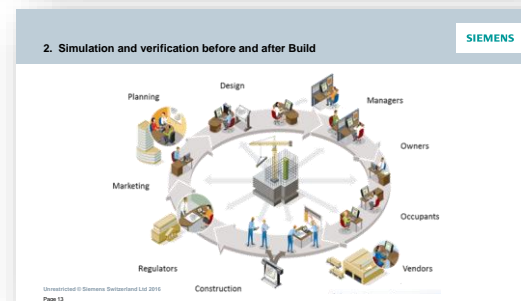 2. Simulation and verification before and after Build
SIEMENS
Design
Planning
Managers
Owners
Marketing
Occupants
Regulators
Vendors
Construction
Unrestricted © Siemens Switzerland Ltd 2016
Page 13